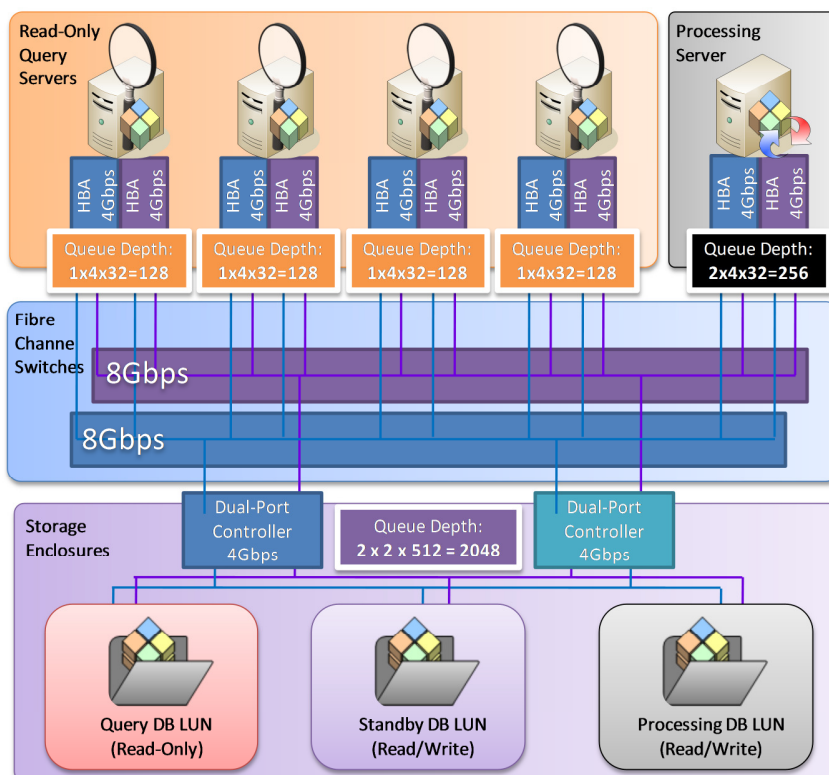 Read-Only
Query
Servers
Processing
Server
HBA
4Gbps
HBA
4Gbps
HBA
4Gbps
HBA
4Gbps
HBA
4Gbps
HBA
4Gbps
HBA
4Gbps
HBA
4Gbps
HBA
4Gbps
HBA
4Gbps
Queue Depth:
1x4x32=128
Queue Depth:
1x4x32=128
Queue Depth:
1x4x32=128
Queue Depth:
1x4x32=128
Queue Depth:
2x4x32=256
Fibre
Channe
Switches
8Gbps
8Gbps
Storage
Enclosures
Dual-Port
Controller
4Gbps
Queue Depth:
2 x 2 x 512 = 2048
Dual-Port
Controller
4Gbps
Query DB LUN
(Read-Only)
Standby DB LUN
(Read/Write)
Processing DB LUN
(Read/Write)